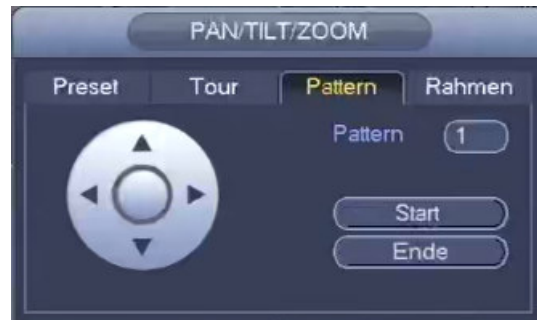 PAN/TILT/ZOOM
Preset Tour Pattern Rahmen
Pattern 1
Start
Ende